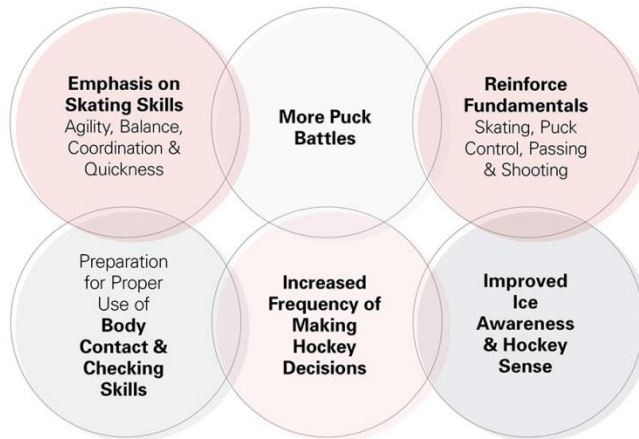 Emphasis on
Skating Skills
Agility, Balance,
Coordination &
Quickness
More Puck
Battles
Reinforce
Fundamentals
Skating, Puck
Control, Passing
& Shooting
Preparation
for Proper
Use of
Body
Contact &
Checking
Skills
Increased
Frequency of
Making
Hockey
Decisions
Improved
Ice
Awareness
& Hockey
Sense